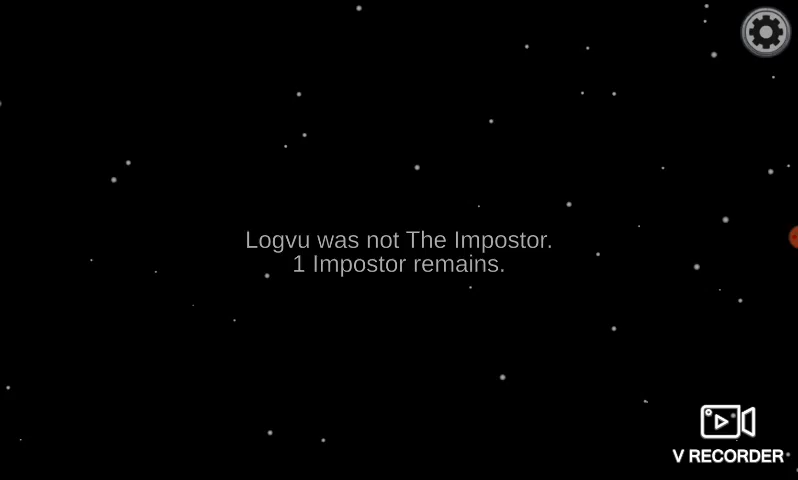 Logvu was not The Impostor.
1 Impostor remains.
V RECORDER